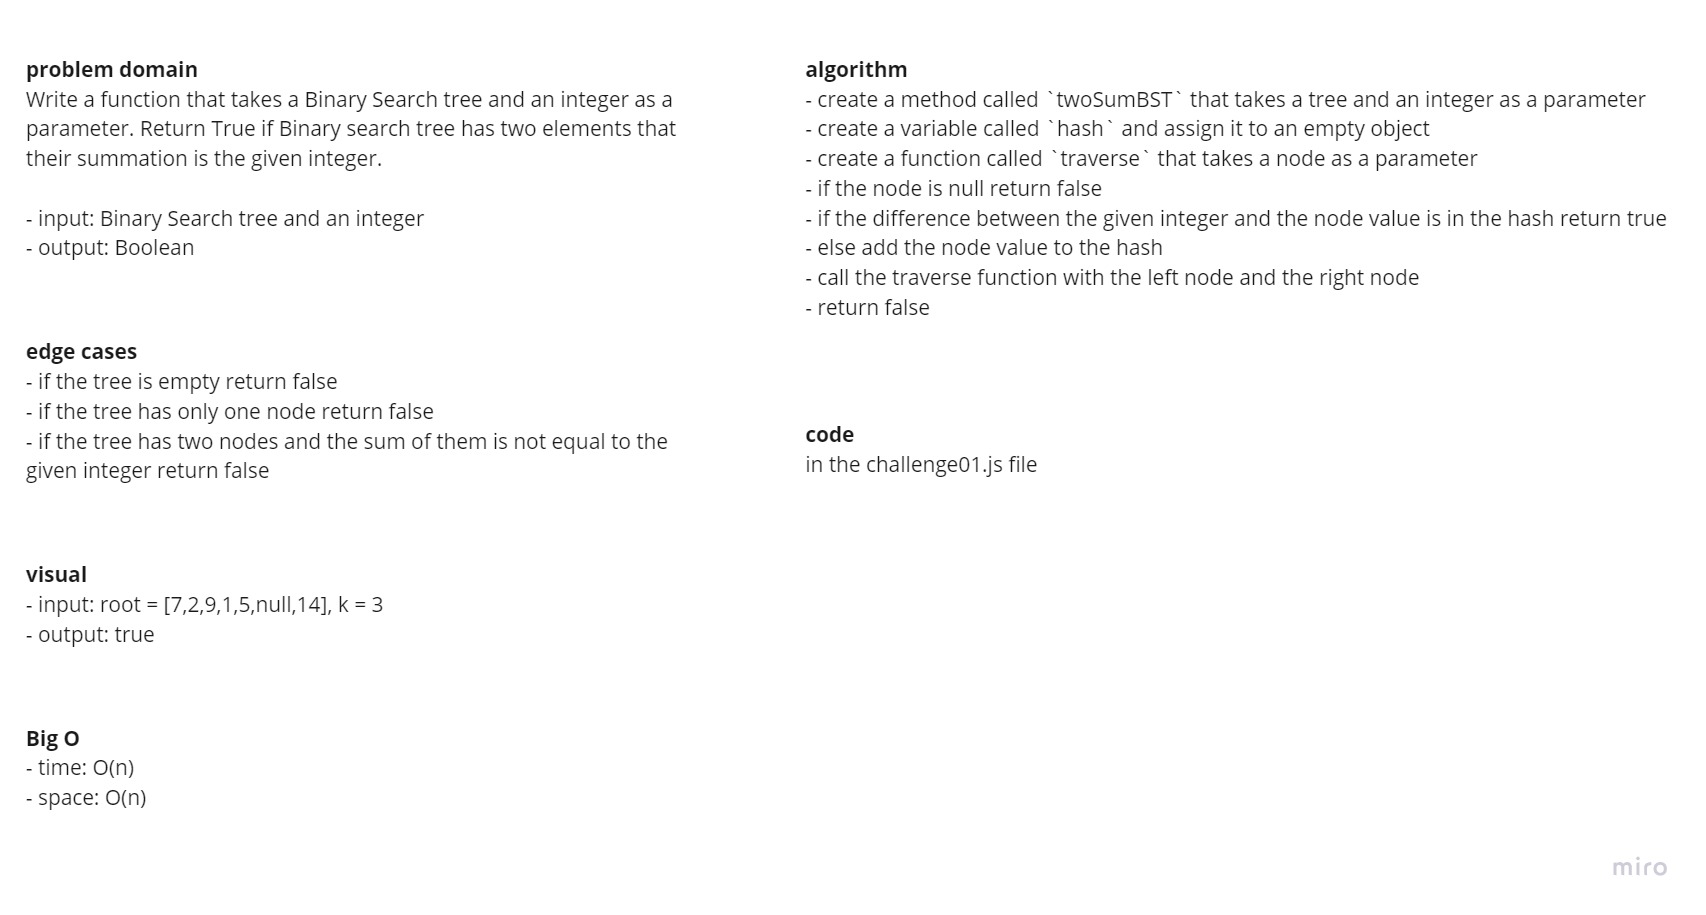 problem domain
Write a function that takes a Binary Search tree and an integer as a
parameter. Return True if Binary search tree has two elements that
their summation is the given integer.
- input: Binary Search tree and an integer
- output: Boolean
edge cases
- if the tree is empty return false
- if the tree has only one node return false
- if the tree has two nodes and the sum of them is not equal to the
given integer return false
visual
- input: root = [7,2,9,1,5,null,14], k = 3
- output: true
Big O
- time: O(n)
- space: O(n)
algorithm
- create a method called `twoSumBST` that takes a tree and an integer as a parameter
- create a variable called `hash` and assign it to an empty object
- create a function called `traverse` that takes a node as a parameter
- if the node is null return false
- if the difference between the given integer and the node value is in the hash return true
- else add the node value to the hash
- call the traverse function with the left node and the right node
- return false
code
in the challenge01.js file
miro